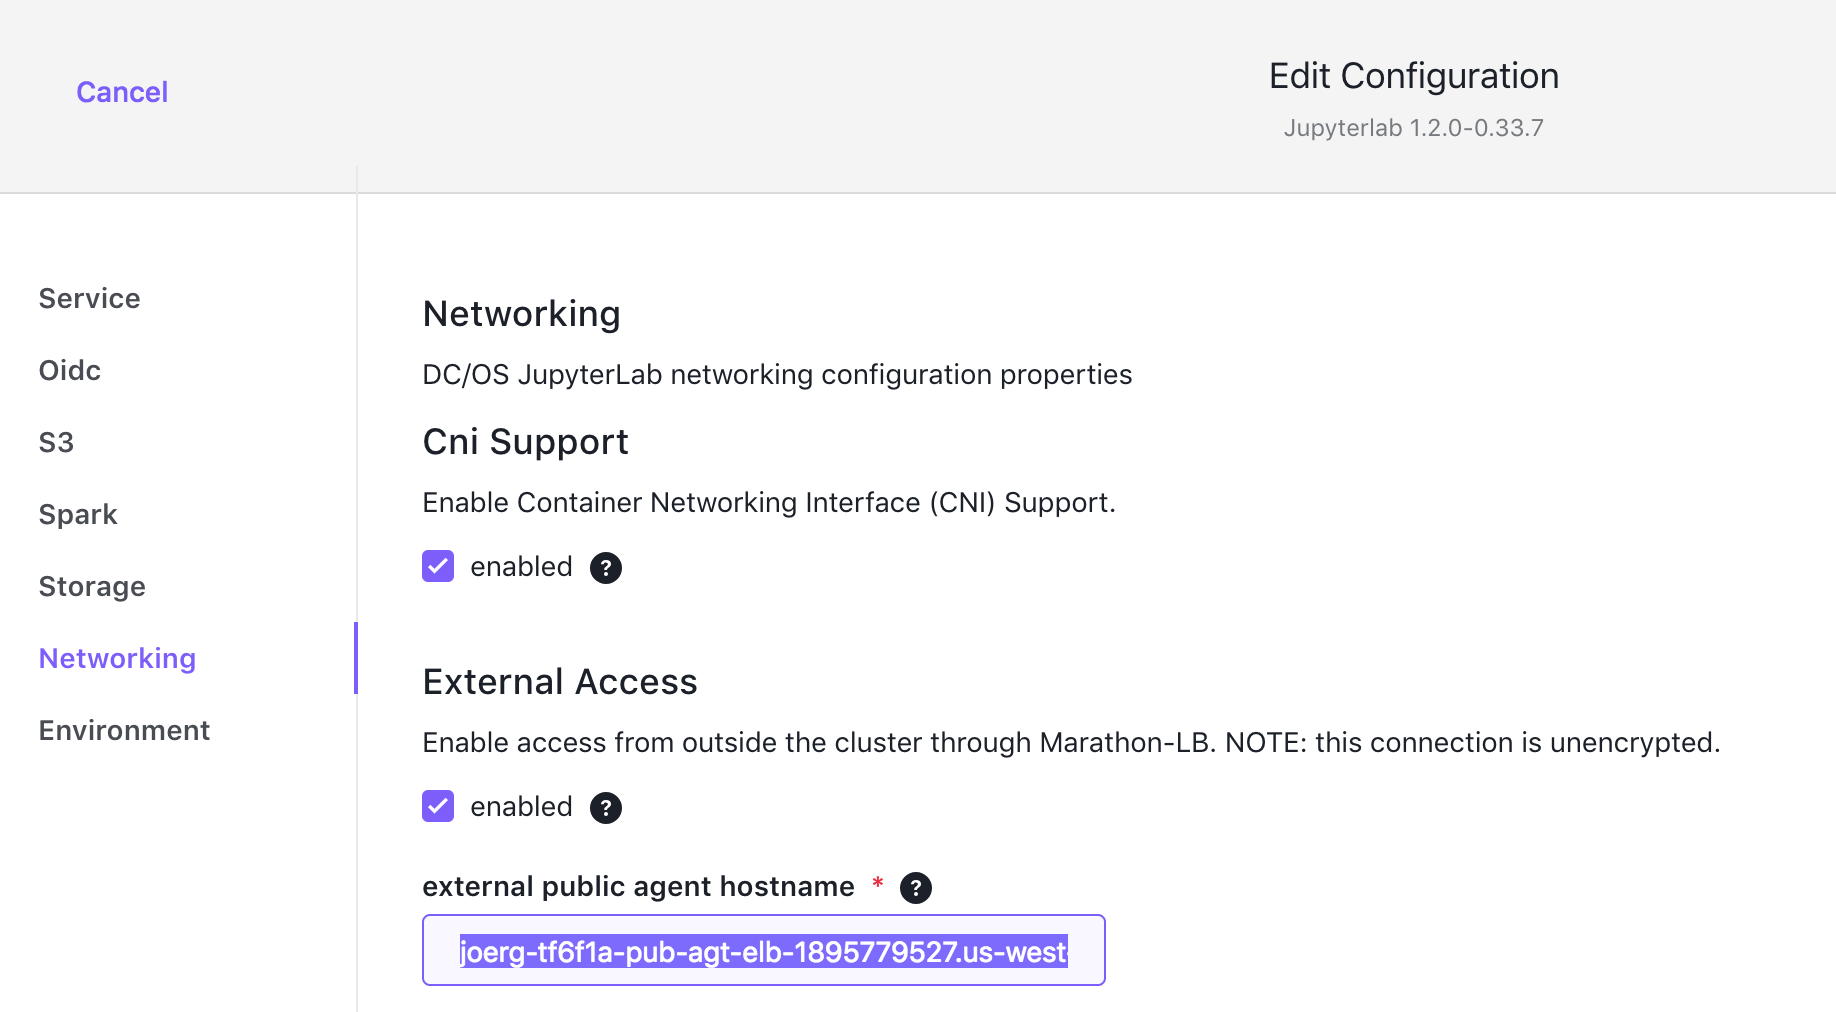 Cancel
Edit Configuration
Jupyterlab 1.2.0-0.33.7
Service
Oidc
S3
Spark
Storage
Networking
Environment
Networking
DC/OS JupyterLab networking configuration properties
Cni Support
Enable Container Networking Interface (CNI) Support.
enabled ?
External Access
Enable access from outside the cluster through Marathon-LB. NOTE: this connection is unencrypted.
enabled ?
external public agent hostname * ?
joerg-tf6f1a-pub-agt-elb-1895779527.us-west-